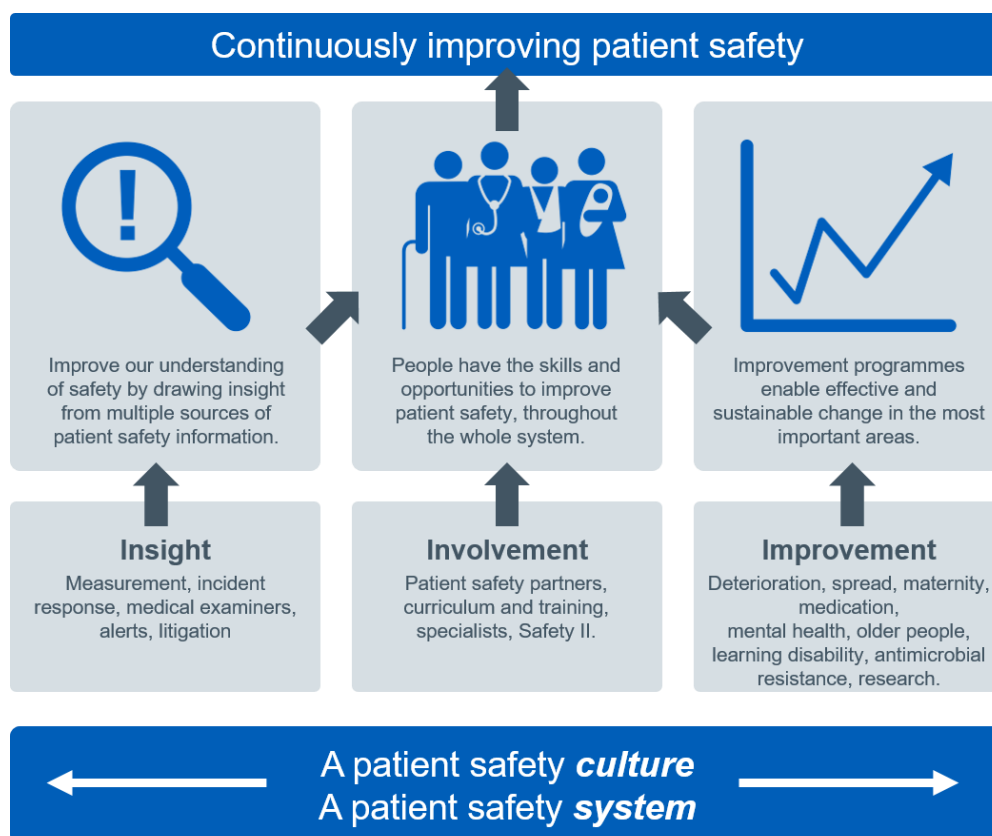 Continuously improving patient safety
Improve our understanding
of safety by drawing insight
from multiple sources of
patient safety information.
People have the skills and
opportunities to improve
patient safety, throughout
the whole system.
Improvement programmes
enable effective and
sustainable change in the most
important areas.
Insight
Measurement, incident
response, medical examiners,
alerts, litigation
Involvement
Patient safety partners,
curriculum and training,
specialists, Safety II.
Improvement
Deterioration, spread, maternity,
medication,
mental health, older people,
learning disability, antimicrobial
resistance, research.
A patient safety culture
A patient safety system